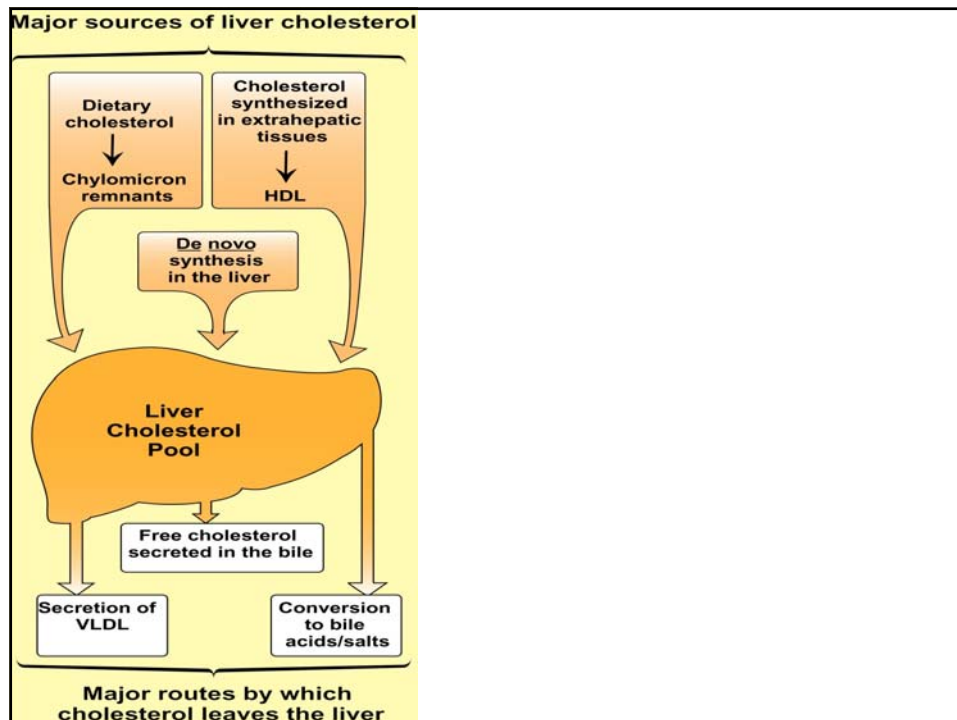 Major sources of liver cholesterol
Dietary
cholesterol
Chylomicron
remnants
Cholesterol
synthesized
in extrahepatic
tissues
HDL
De novo
synthesis
in the liver
Liver
Cholesterol
Pool
Free cholesterol
secreted in the bile
Secretion of
VLDL
Conversion
to bile
acids/salts
Major routes by which
cholesterol leaves the liver